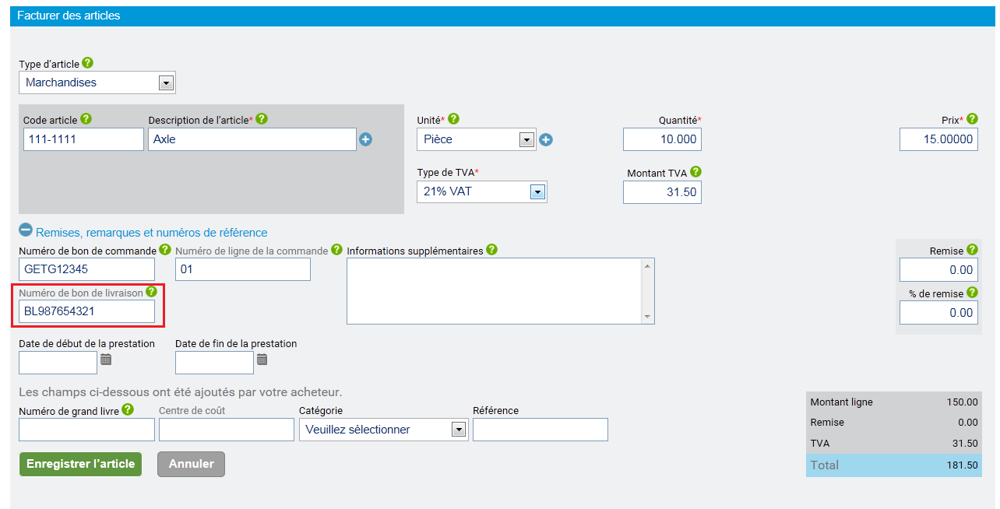 Facturer des articles
Type d'article ?
Marchandises
Code article ? Description de l'article* ? Unité* ? Quantité* Prix* ?
111-1111 Axle Pièce 10.000 15.00000
Type de TVA* Montant TVA ?
21% VAT 31.50
Remises, remarques et numéros de référence
Numéro de bon de commande ? Numéro de ligne de la commande ? Informations supplémentaires ? Remise ?
GETG12345 01 0.00
Numéro de bon de livraison ? % de remise ?
BL987654321 0.00
Date de début de la prestation Date de fin de la prestation
Les champs ci-dessous ont été ajoutés par votre acheteur.
Numéro de grand livre ? Centre de coût Catégorie Référence
Veuillez sélectionner
Montant ligne 150.00
Remise 0.00
TVA 31.50
Total 181.50
Enregistrer l'article Annuler